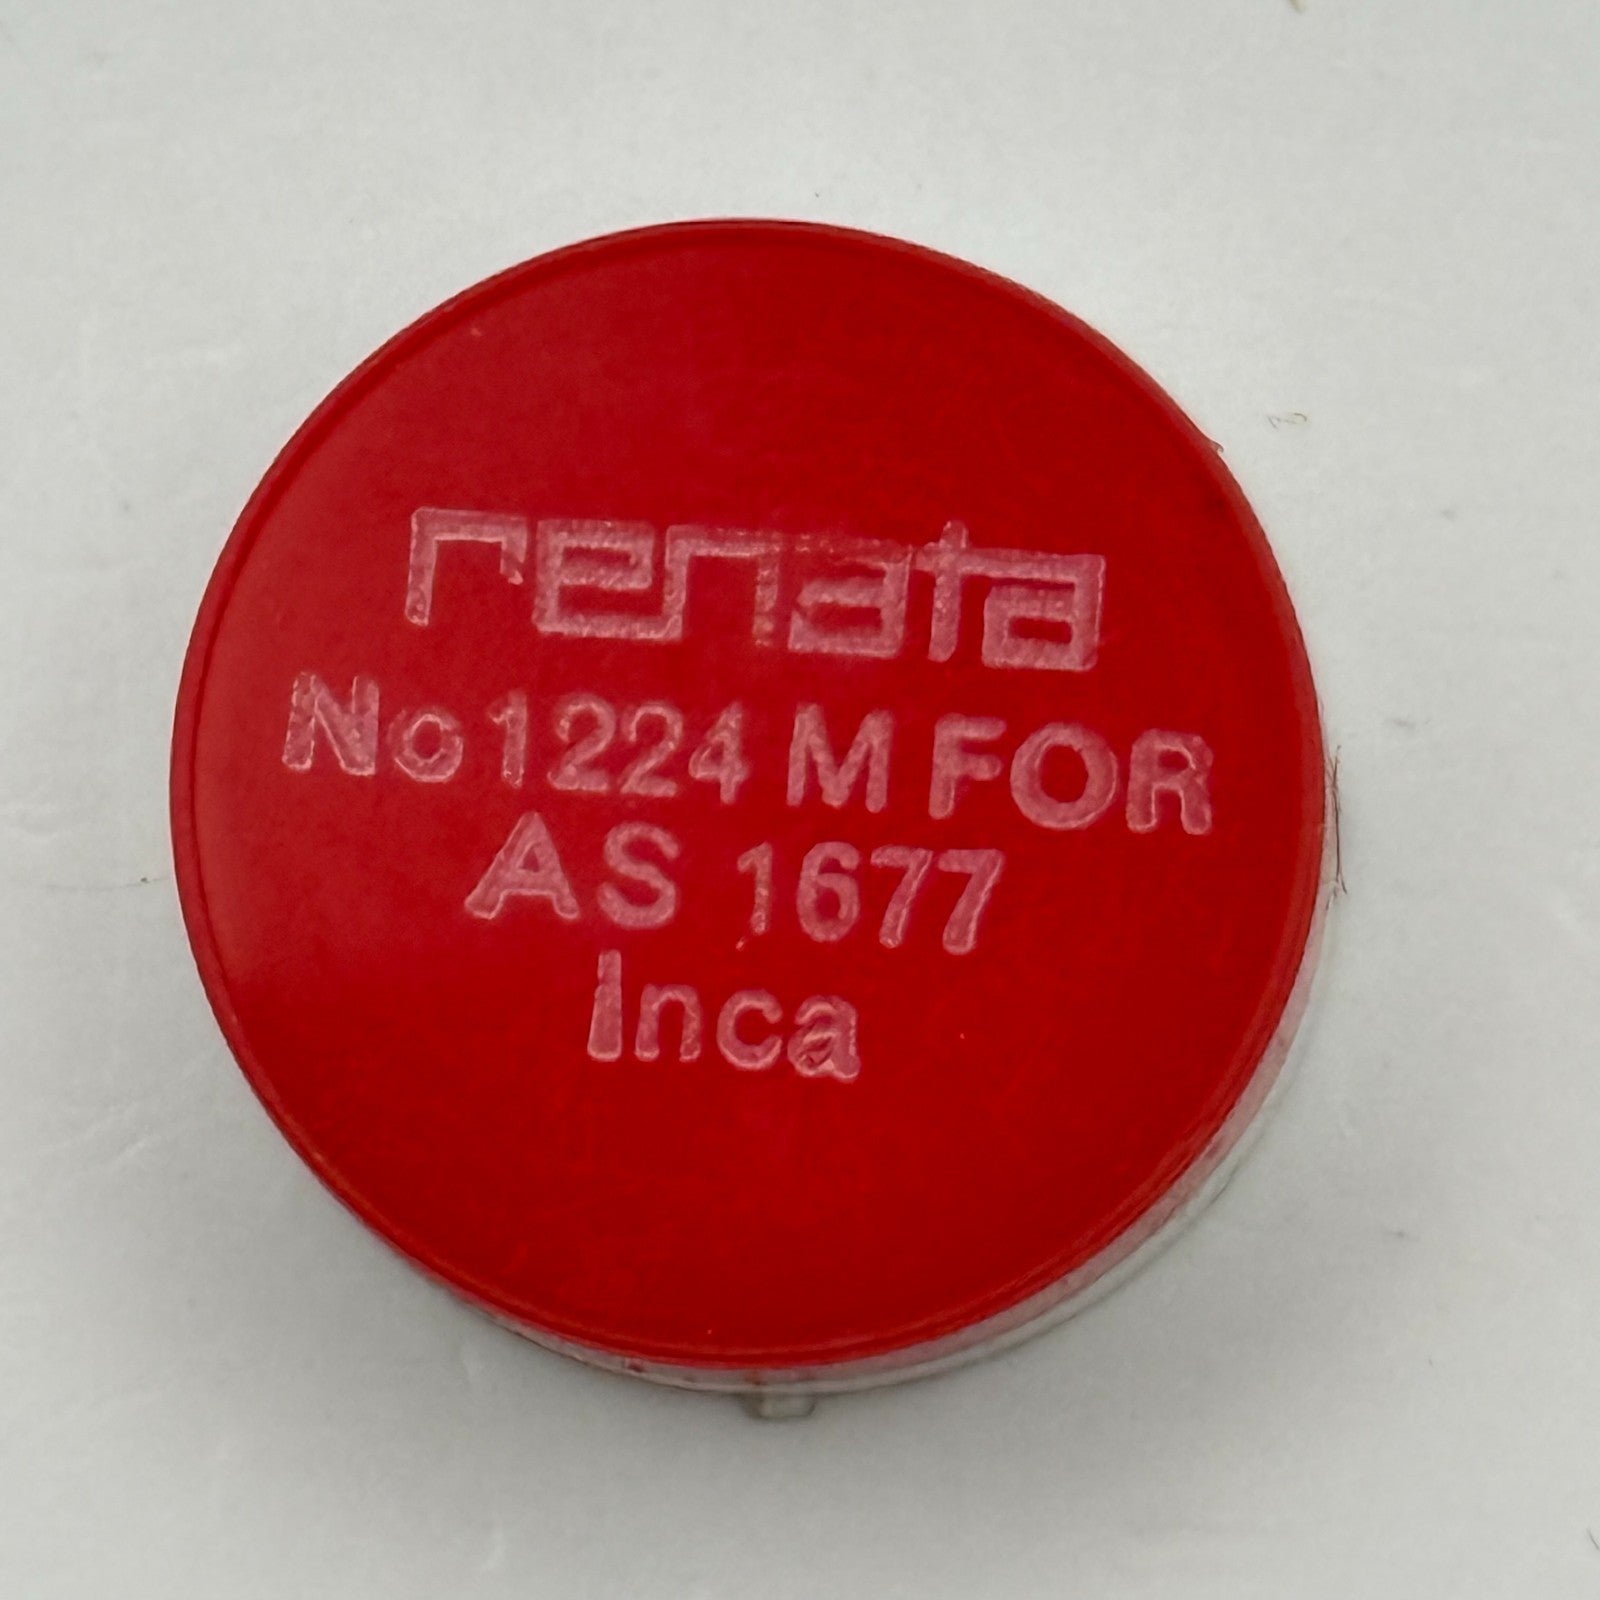 renata
No 1224 M FOR
AS 1677
Inca